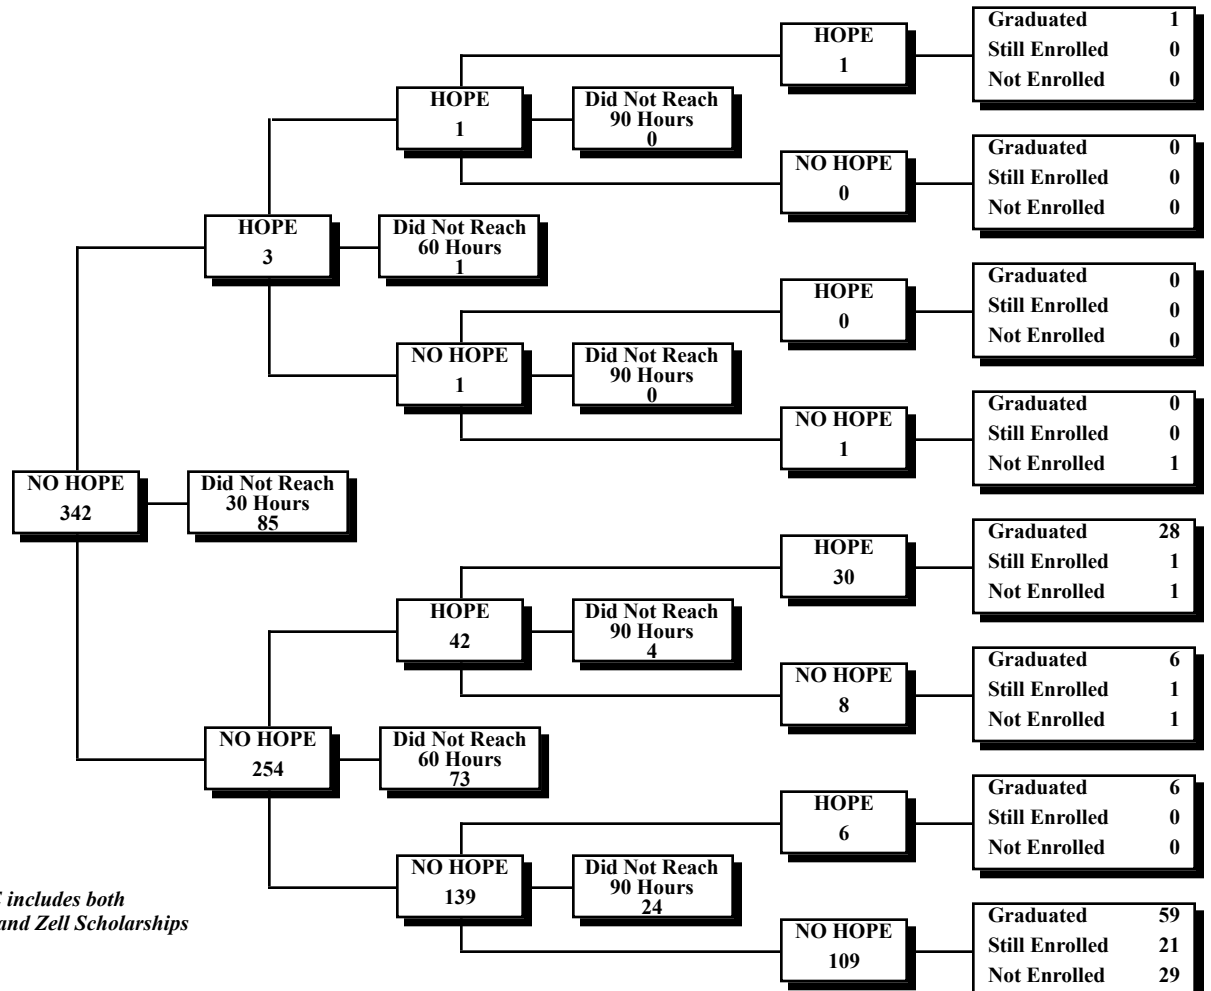 Graduated 1
Still Enrolled 0
Not Enrolled 0
HOPE
1
HOPE
1
Did Not Reach
90 Hours
0
Graduated 0
Still Enrolled 0
Not Enrolled 0
NO HOPE
0
HOPE
3
Did Not Reach
60 Hours
1
Graduated 0
Still Enrolled 0
Not Enrolled 0
HOPE
0
NO HOPE
1
Did Not Reach
90 Hours
0
Graduated 0
Still Enrolled 0
Not Enrolled 1
NO HOPE
1
NO HOPE
342
Did Not Reach
30 Hours
85
Graduated 28
Still Enrolled 1
Not Enrolled 1
HOPE
30
HOPE
42
Did Not Reach
90 Hours
4
Graduated 6
Still Enrolled 1
Not Enrolled 1
NO HOPE
8
NO HOPE
254
Did Not Reach
60 Hours
73
Graduated 6
Still Enrolled 0
Not Enrolled 0
HOPE
6
NO HOPE
139
Did Not Reach
90 Hours
24
includes both
and Zell Scholarships
Graduated 59
Still Enrolled 21
Not Enrolled 29
NO HOPE
109